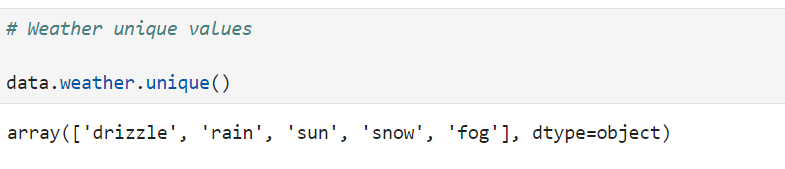 # Weather unique values
data.weather.unique()
array(['drizzle', 'rain', 'sun', 'snow', 'fog'], dtype=object)